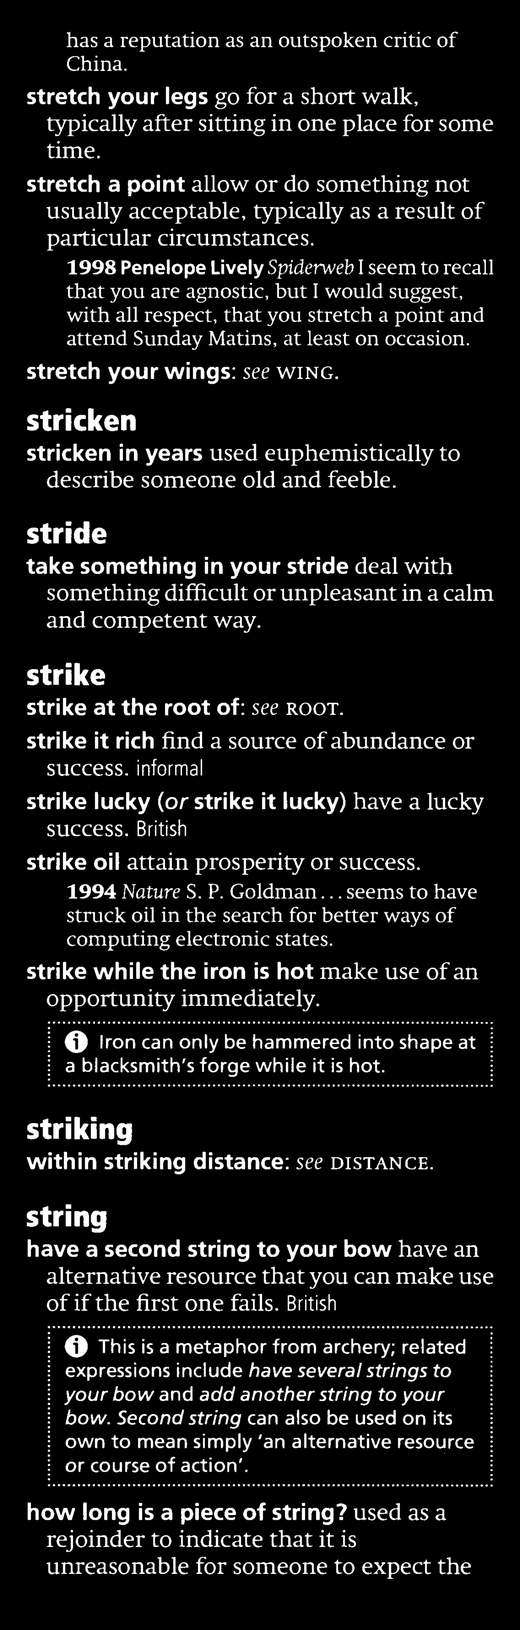 has a reputation as an outspoken critic of
China.
stretch your legs go for a short walk,
typically after sitting in one place for some
time.
stretch a point allow or do something not
usually acceptable, typically as a result of
particular circumstances.
1998 Penelope Lively Spiderweb I seem to recall
that you are agnostic, but I would suggest,
with all respect, that you stretch a point and
attend Sunday Matins, at least on occasion.
stretch your wings: see WING.
stricken
stricken in years used euphemistically to
describe someone old and feeble.
stride
take something in your stride deal with
something difficult or unpleasant in a calm
and competent way.
strike
strike at the root of: see ROOT.
strike it rich find a source of abundance or
success. informal
strike lucky (or strike it lucky) have a lucky
success. British
strike oil attain prosperity or success.
1994 Nature S. P. Goldman...seems to have
struck oil in the search for better ways of
computing electronic states.
strike while the iron is hot make use of an
opportunity immediately.
i Iron can only be hammered into shape at
a blacksmith's forge while it is hot.
striking
within striking distance: see DISTANCE.
string
have a second string to your bow have an
alternative resource that you can make use
of if the first one fails. British
i This is a metaphor from archery; related
expressions include have several strings to
your bow and add another string to your
bow. Second string can also be used on its
own to mean simply 'an alternative resource
or course of action'.
how long is a piece of string? used as a
rejoinder to indicate that it is
unreasonable for someone to expect the